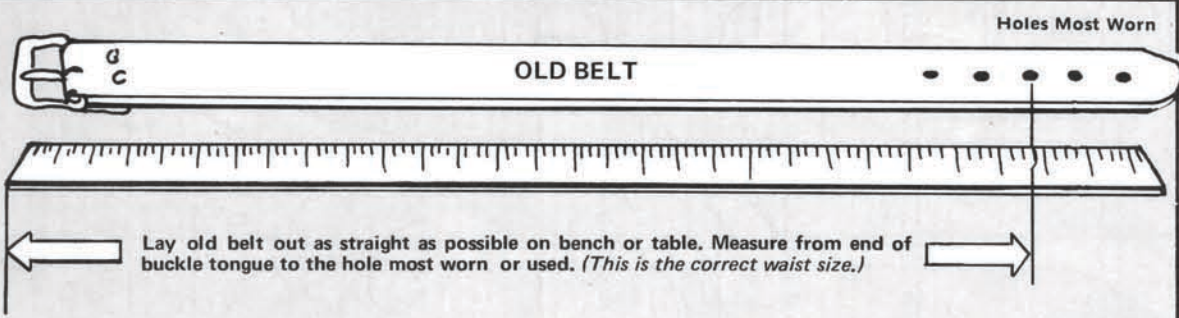 Holes Most Worn
OLD BELT
Lay old belt out as straight as possible on bench or table. Measure from end of
buckle tongue to the hole most worn or used. (This is the correct waist size.)